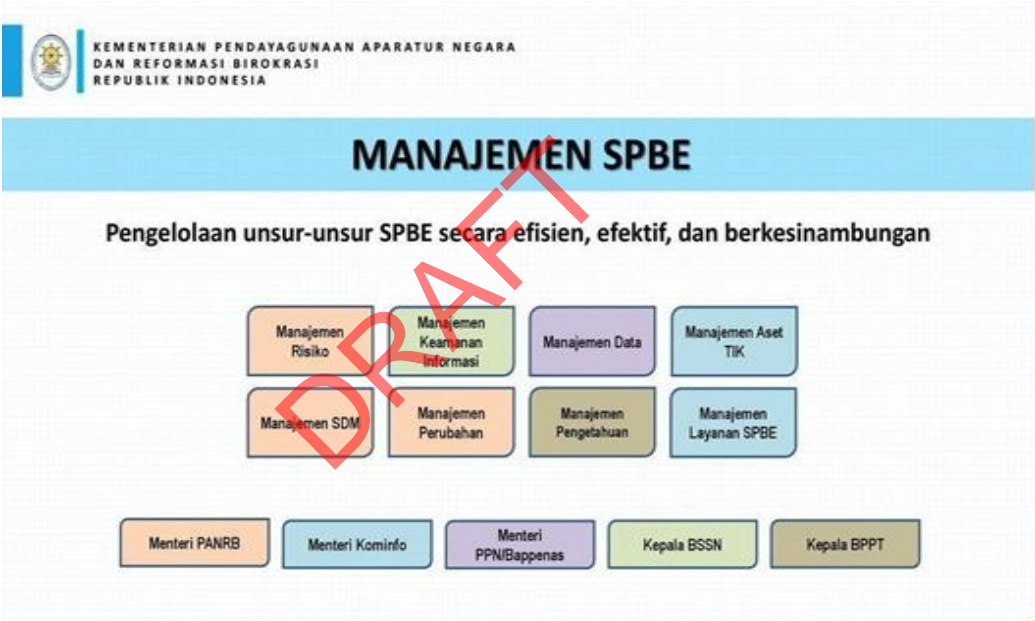 KEMENTERIAN PENDAYAGUNAAN APARATUR NEGARA
DAN REFORMASI BIROKRASI
REPUBLIK INDONESIA
MANAJEMEN SPBE
Pengelolaan unsur-unsur SPBE secara efisien, efektif, dan berkesinambungan
DRAFT
Manajemen
Risiko
Manajemen
Keamanan
Informasi
Manajemen Data
Manajemen Aset
TIK
Manajemen SDM
Manajemen
Perubahan
Manajemen
Pengetahuan
Manajemen
Layanan SPBE
Menteri PANRB
Menteri Kominfo
Menteri
PPN/Bappenas
Kepala BSSN
Kepala BPPT